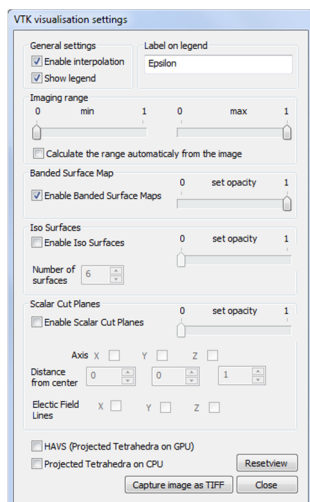 VTK visualisation settings
General settings
Label on legend
Enable interpolation
Epsilon
Show legend
Imaging range
0 min 1 0 max 1
Calculate the range automaticaly from the image
Banded Surface Map
0 set opacity 1
Enable Banded Surface Maps
Iso Surfaces
0 set opacity 1
Enable Iso Surfaces
Number of
surfaces 6
Scalar Cut Planes
0 set opacity 1
Enable Scalar Cut Planes
Axis X Y Z
Distance
from center 0 0 1
Electic Field
Lines X Y Z
HAVS (Projected Tetrahedra on GPU)
Projected Tetrahedra on CPU
Resetview
Capture image as TIFF Close